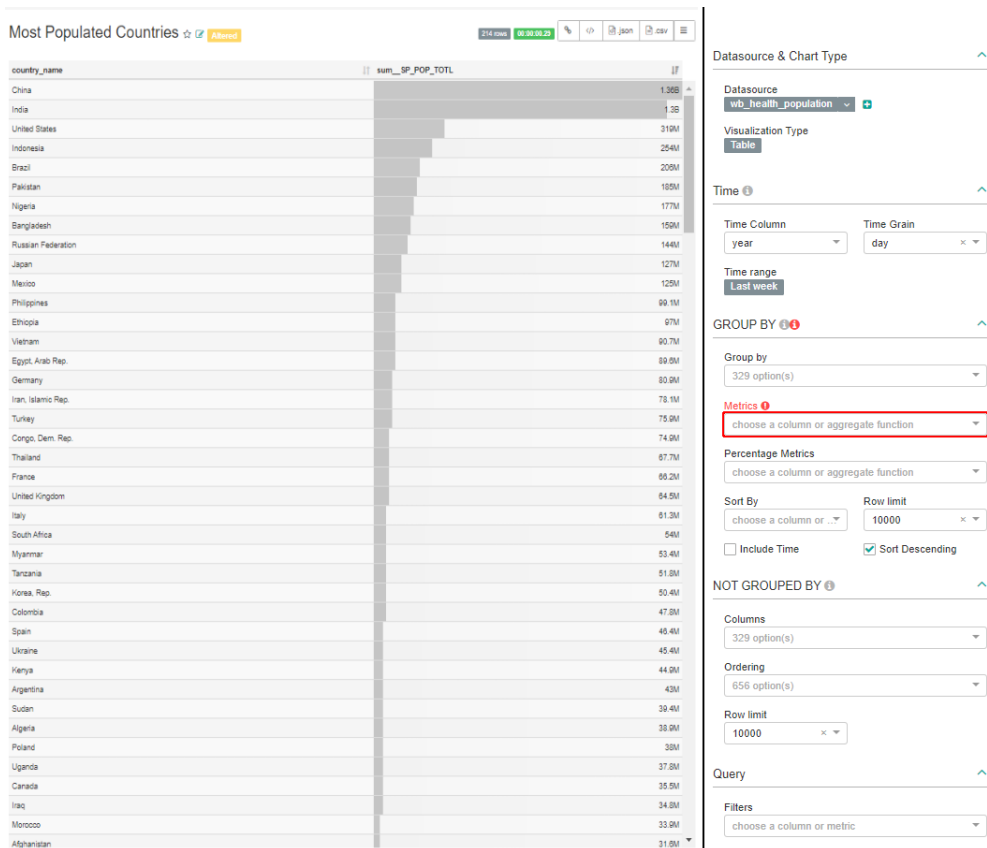 Most Populated Countries Altered
214 rows 00:00:00.29 </> .json .csv
country_name sum__SP_POP_TOTL
China 1.36B
India 1.3B
United States 319M
Indonesia 254M
Brazil 206M
Pakistan 185M
Nigeria 177M
Bangladesh 159M
Russian Federation 144M
Japan 127M
Mexico 125M
Philippines 99.1M
Ethiopia 97M
Vietnam 90.7M
Egypt, Arab Rep. 89.6M
Germany 80.9M
Iran, Islamic Rep. 78.1M
Turkey 75.9M
Congo, Dem. Rep. 74.9M
Thailand 67.7M
France 66.2M
United Kingdom 64.5M
Italy 61.3M
South Africa 54M
Myanmar 53.4M
Tanzania 51.8M
Korea, Rep. 50.4M
Colombia 47.8M
Spain 46.4M
Ukraine 45.4M
Kenya 44.9M
Argentina 43M
Sudan 39.4M
Algeria 38.9M
Poland 38M
Uganda 37.8M
Canada 35.5M
Iraq 34.8M
Morocco 33.9M
Afghanistan 31.6M
Datasource & Chart Type
Datasource
wb_health_population
Visualization Type
Table
Time
Time Column Time Grain
year day ×
Time range
Last week
GROUP BY
Group by
329 option(s)
Metrics
choose a column or aggregate function
Percentage Metrics
choose a column or aggregate function
Sort By Row limit
choose a column or ... 10000 ×
Include Time Sort Descending
NOT GROUPED BY
Columns
329 option(s)
Ordering
656 option(s)
Row limit
10000 ×
Query
Filters
choose a column or metric